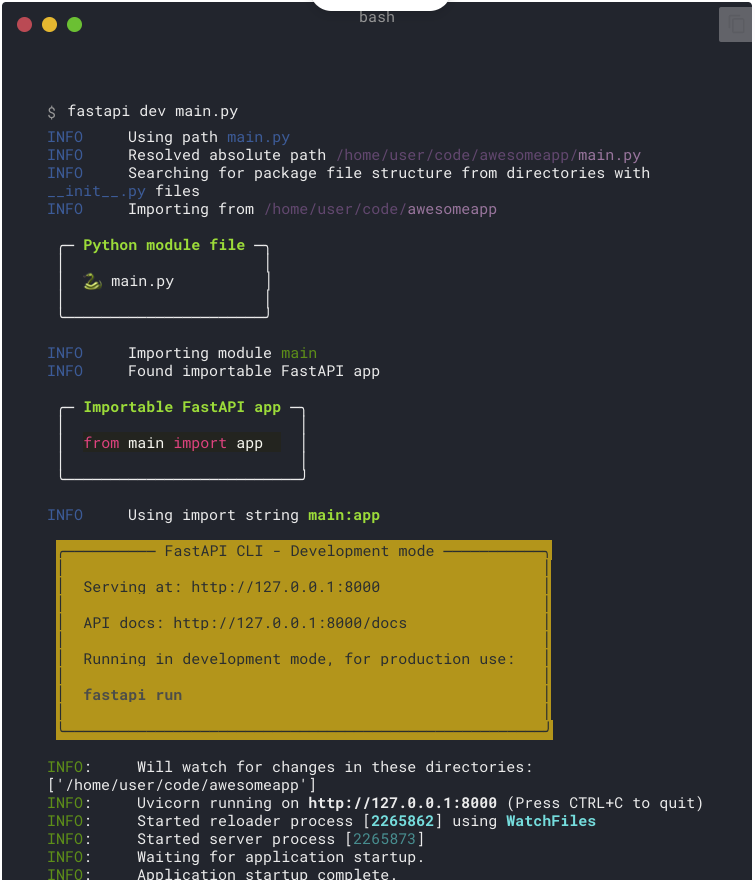 bash
$ fastapi dev main.py
INFO Using path main.py
INFO Resolved absolute path /home/user/code/awesomeapp/main.py
INFO Searching for package file structure from directories with
__init__.py files
INFO Importing from /home/user/code/awesomeapp
Python module file
🐍 main.py
INFO Importing module main
INFO Found importable FastAPI app
Importable FastAPI app
from main import app
INFO Using import string main:app
FastAPI CLI - Development mode
Serving at: http://127.0.0.1:8000
API docs: http://127.0.0.1:8000/docs
Running in development mode, for production use:
fastapi run
INFO: Will watch for changes in these directories:
['/home/user/code/awesomeapp']
INFO: Uvicorn running on http://127.0.0.1:8000 (Press CTRL+C to quit)
INFO: Started reloader process [2265862] using WatchFiles
INFO: Started server process [2265873]
INFO: Waiting for application startup.
INFO: Application startup complete.